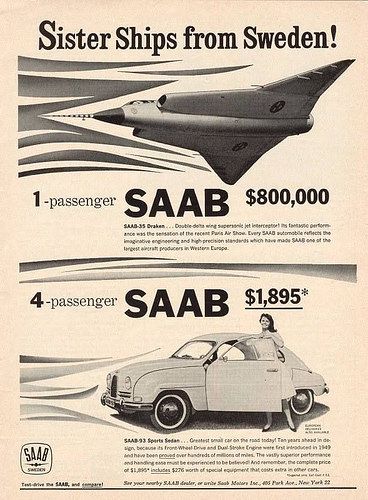 Sister Ships from Sweden!
1-passenger SAAB $800,000
SAAB-35 Draken . . . Double-delta wing supersonic jet interceptor! Its fantastic perform-
ance was the sensation of the recent Paris Air Show. Every SAAB automobile reflects the
imaginative engineering and high-precision standards which have made SAAB one of the
largest aircraft producers in Western Europe.
4-passenger SAAB $1,895*
EUROPEAN
DELIVERIES
ALSO AVAILABLE
SAAB-93 Sports Sedan . . . Greatest small car on the road today! Ten years ahead in de-
sign, because its Front-Wheel Drive and Dual-Stroke Engine were first introduced in 1949
and have been proved over hundreds of millions of miles. The vastly superior performance
and handling ease must be experienced to be believed! And remember, the complete price
of $1,895* includes $276 worth of special equipment that costs extra in other cars.
SAAB
SWEDEN
Test-drive the SAAB, and compare!
See your nearby SAAB dealer, or write Saab Motors Inc., 405 Park Ave., New York 22